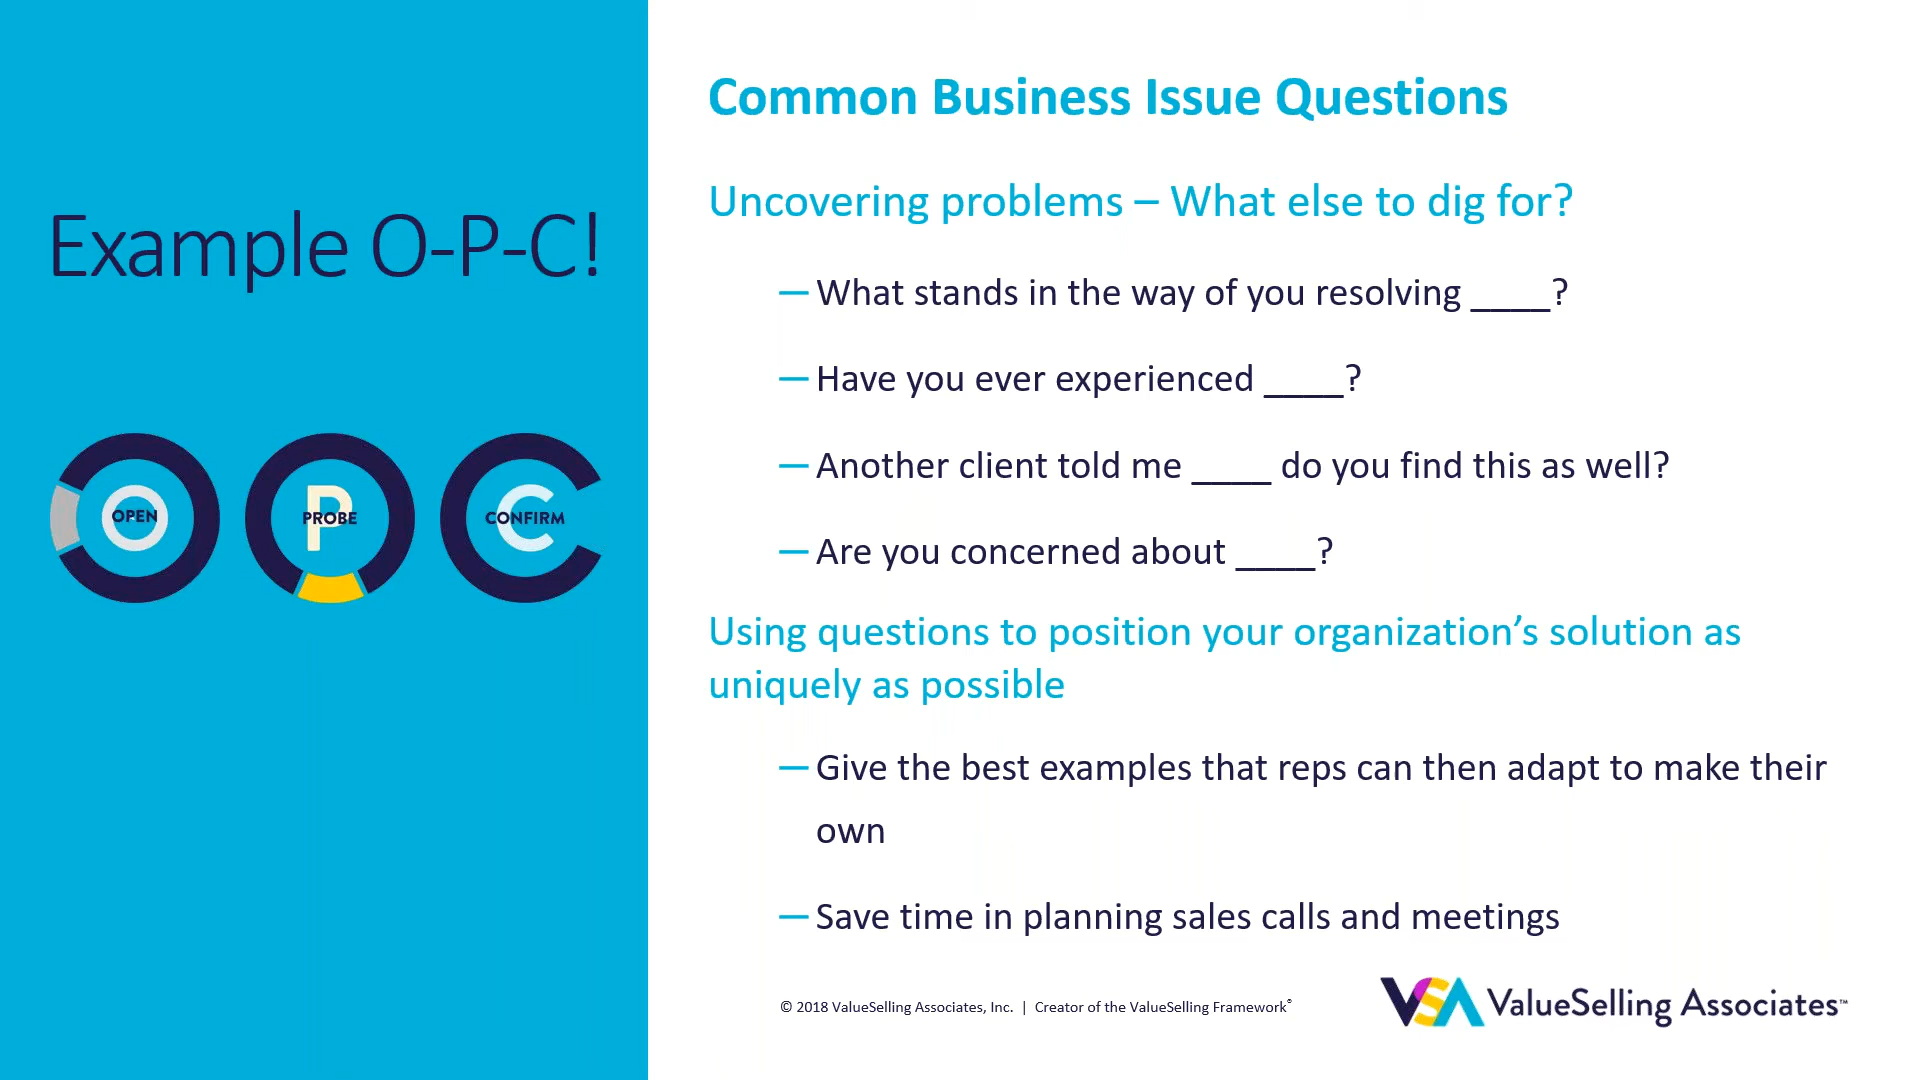 Example O-P-C!
OPEN
PROBE
CONFIRM
Common Business Issue Questions
Uncovering problems – What else to dig for?
— What stands in the way of you resolving ____?
— Have you ever experienced ____?
— Another client told me ____ do you find this as well?
— Are you concerned about ____?
Using questions to position your organization’s solution as
uniquely as possible
— Give the best examples that reps can then adapt to make their
own
— Save time in planning sales calls and meetings
© 2018 ValueSelling Associates, Inc. | Creator of the ValueSelling Framework®
VSA ValueSelling Associates™